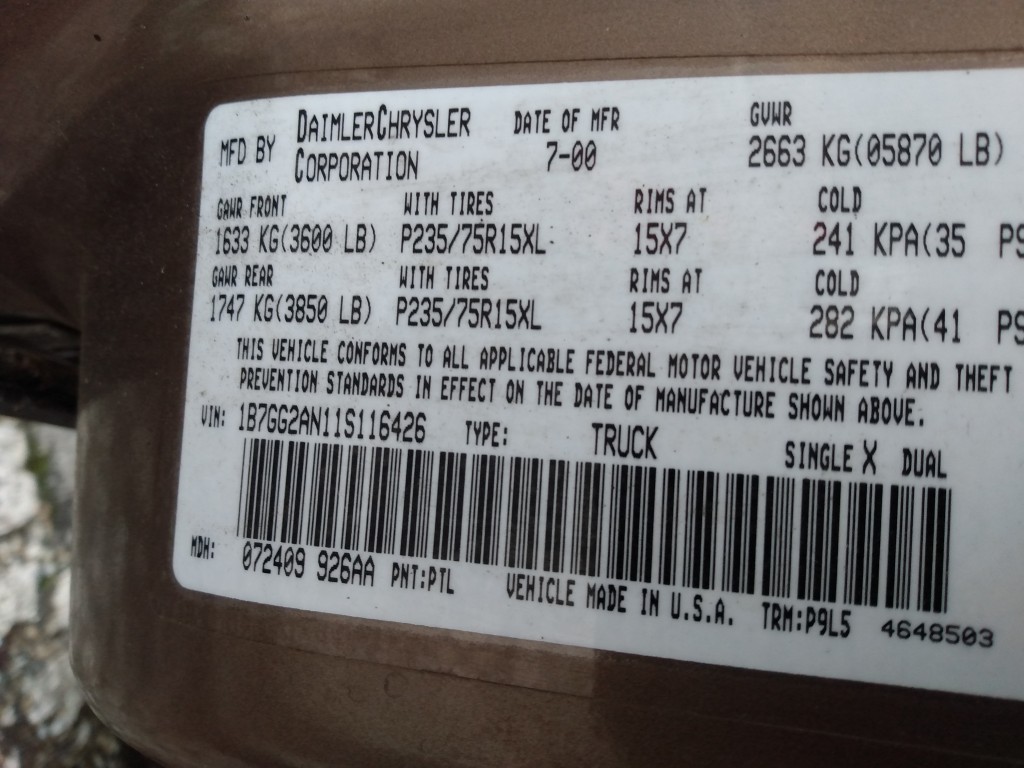 MFD BY DAIMLERCHRYSLER CORPORATION DATE OF MFR 7-00 GVWR 2663 KG(05870 LB)
GAWR FRONT WITH TIRES RIMS AT COLD
1633 KG(3600 LB) P235/75R15XL 15X7 241 KPA(35 PS
GAWR REAR WITH TIRES RIMS AT COLD
1747 KG(3850 LB) P235/75R15XL 15X7 282 KPA(41 PS
THIS VEHICLE CONFORMS TO ALL APPLICABLE FEDERAL MOTOR VEHICLE SAFETY AND THEFT
PREVENTION STANDARDS IN EFFECT ON THE DATE OF MANUFACTURE SHOWN ABOVE.
VIN: 1B7GG2AN11S116426 TYPE: TRUCK SINGLE X DUAL
MDH: 072409 926AA PNT:PTL VEHICLE MADE IN U.S.A. TRM:P9L5 4648503